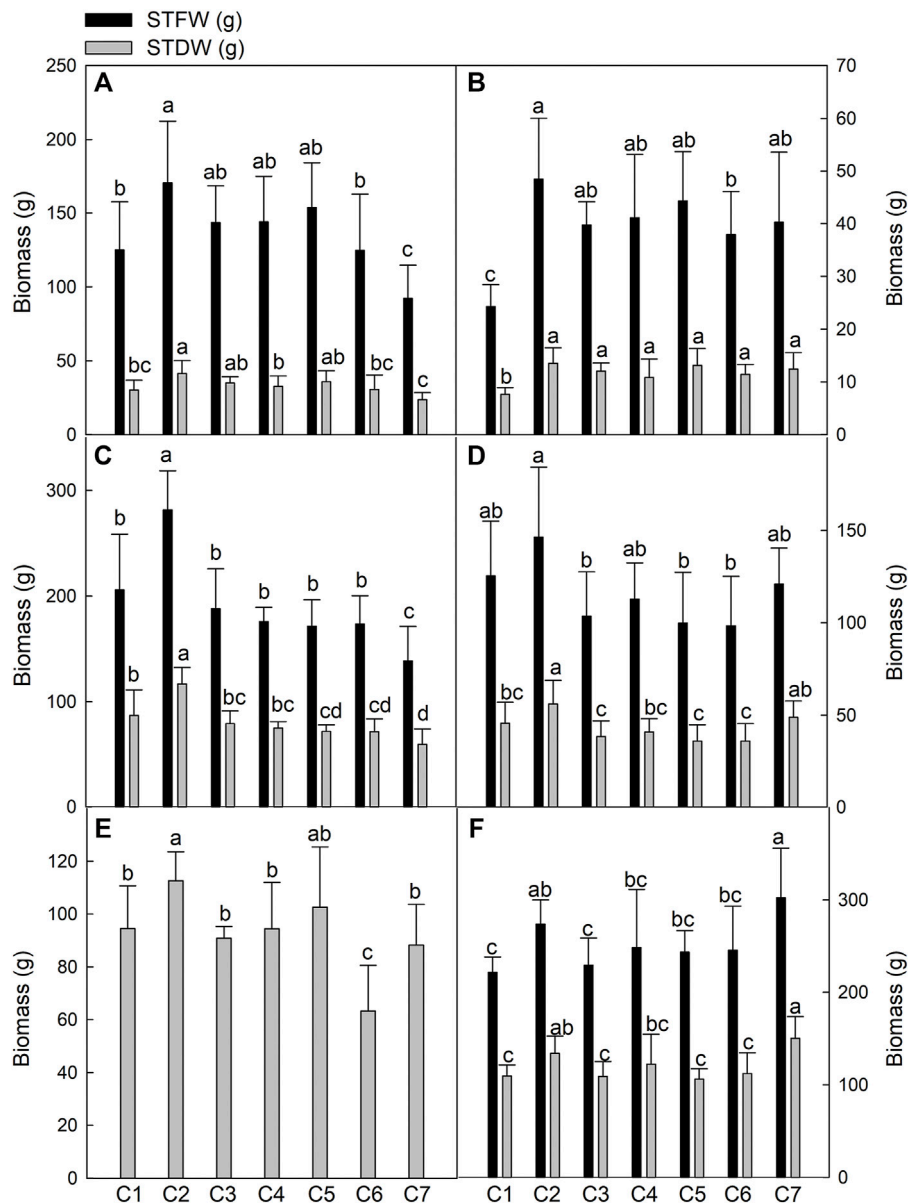 STFW (g)
STDW (g)
A
250
200
150
100
50
0
Biomass (g)
b a ab ab ab b c
bc a ab b ab bc c
B
70
60
50
40
30
20
10
0
Biomass (g)
c a ab ab ab b ab
b a a a a a a
C
300
200
100
0
Biomass (g)
b a b b b b c
b a bc bc cd cd d
D
150
100
50
0
Biomass (g)
ab a b ab b b ab
bc a c bc c c ab
E
120
100
80
60
40
20
0
Biomass (g)
b a b b ab c b
C1 C2 C3 C4 C5 C6 C7
F
300
200
100
0
Biomass (g)
c ab c bc bc bc a
c ab c bc c c a
C1 C2 C3 C4 C5 C6 C7